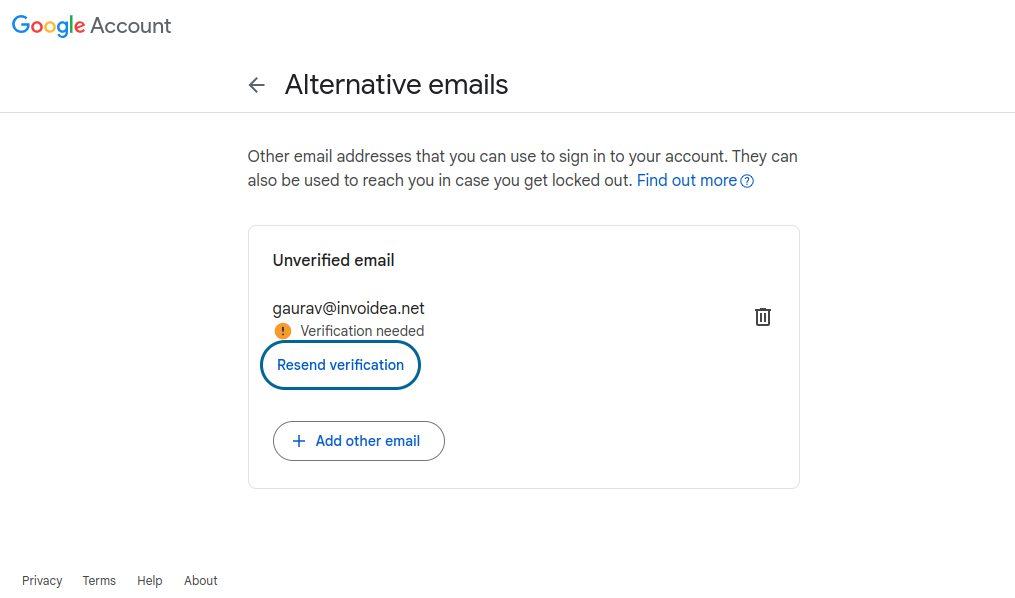 Google Account
Alternative emails
Other email addresses that you can use to sign in to your account. They can
also be used to reach you in case you get locked out. Find out more
Unverified email
gaurav@invoidea.net
Verification needed
Resend verification
+ Add other email
Privacy Terms Help About